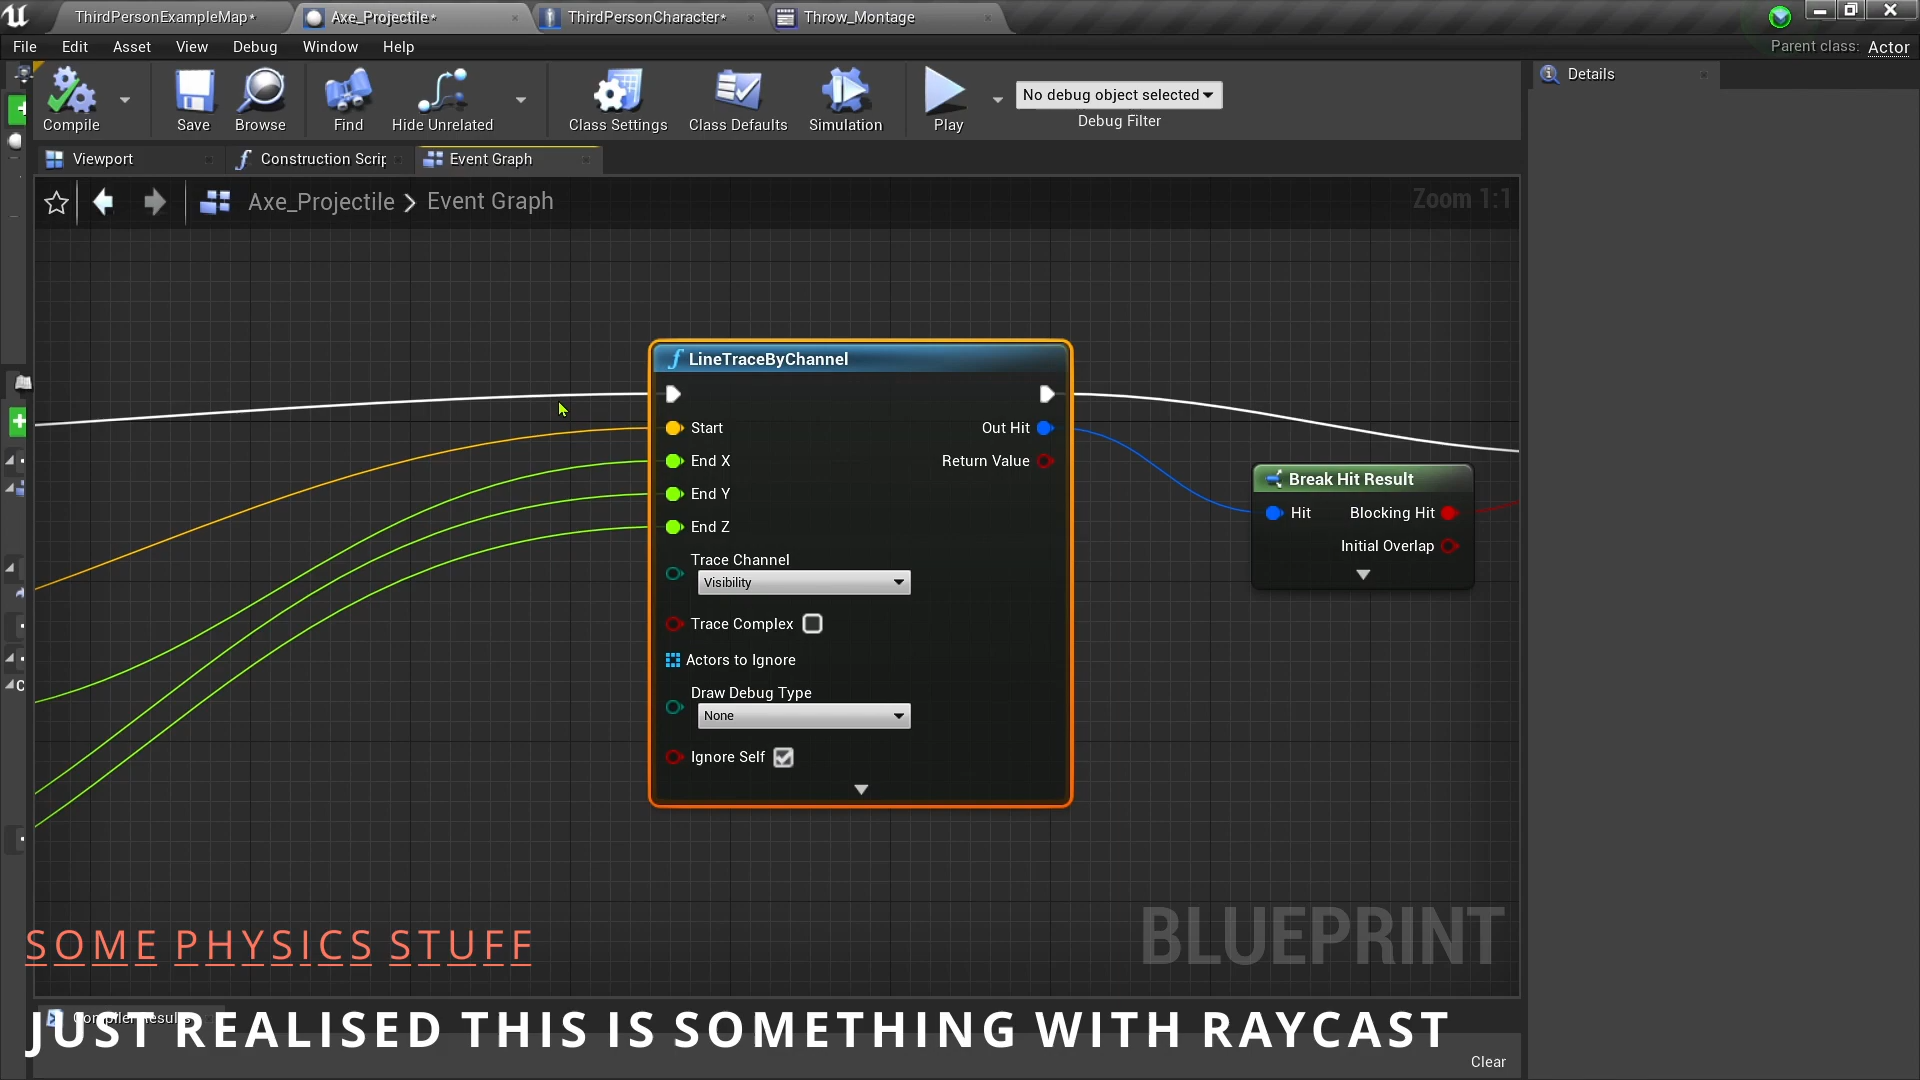 ThirdPersonExampleMap*
Axe_Projectile*
ThirdPersonCharacter*
Throw_Montage
File Edit Asset View Debug Window Help
Parent class: Actor
Compile
Save
Browse
Find
Hide Unrelated
Class Settings
Class Defaults
Simulation
Play
No debug object selected
Debug Filter
Details
Viewport
Construction Scrip
Event Graph
Axe_Projectile > Event Graph
Zoom 1:1
LineTraceByChannel
Start
Out Hit
End X
Return Value
End Y
End Z
Trace Channel
Visibility
Trace Complex
Actors to Ignore
Draw Debug Type
None
Ignore Self
Break Hit Result
Hit
Blocking Hit
Initial Overlap
BLUEPRINT
SOME PHYSICS STUFF
Compiler Results
JUST REALISED THIS IS SOMETHING WITH RAYCAST
Clear